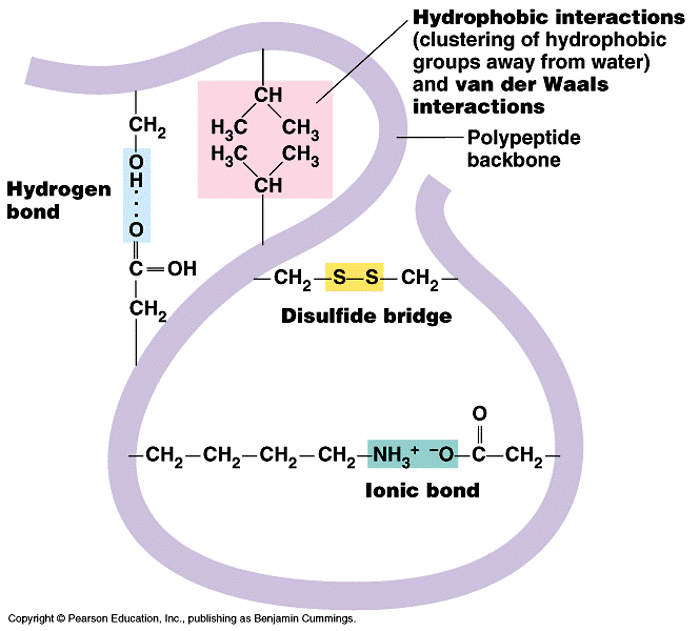 Hydrophobic interactions
(clustering of hydrophobic
groups away from water)
and van der Waals
interactions
Polypeptide
backbone
CH
H₃C CH₃
H₃C CH₃
CH
CH₂
O
H
O
C=OH
CH₂
Hydrogen
bond
CH₂–S–S–CH₂
Disulfide bridge
O
–CH₂–CH₂–CH₂–CH₂–NH₃⁺ ⁻O–C–CH₂–
Ionic bond
Copyright © Pearson Education, Inc., publishing as Benjamin Cummings.